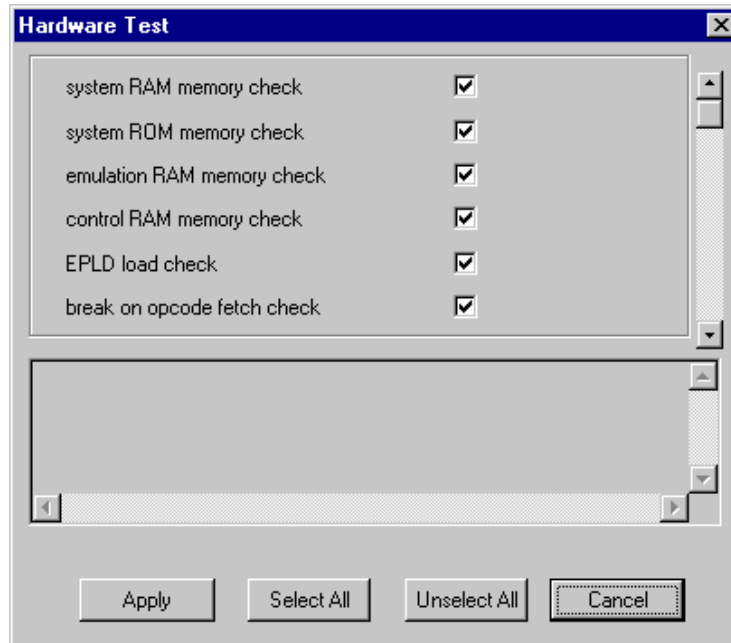 Hardware Test
system RAM memory check
system ROM memory check
emulation RAM memory check
control RAM memory check
EPLD load check
break on opcode fetch check
Apply Select All Unselect All Cancel